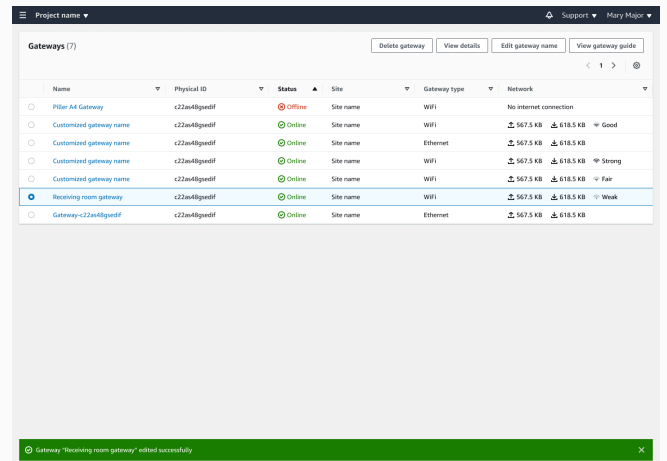 Project name Support Mary Major
Gateways (7) Delete gateway View details Edit gateway name View gateway guide
1
Name Physical ID Status Site Gateway type Network
Piller A4 Gateway c22as48gsedif Offline Site name WiFi No internet connection
Customized gateway name c22as48gsedif Online Site name WiFi 567.5 KB 618.5 KB Good
Customized gateway name c22as48gsedif Online Site name Ethernet 567.5 KB 618.5 KB
Customized gateway name c22as48gsedif Online Site name WiFi 567.5 KB 618.5 KB Strong
Customized gateway name c22as48gsedif Online Site name WiFi 567.5 KB 618.5 KB Fair
Receiving room gateway c22as48gsedif Online Site name WiFi 567.5 KB 618.5 KB Weak
Gateway-c22as48gsedif c22as48gsedif Online Site name Ethernet 567.5 KB 618.5 KB
Gateway "Receiving room gateway" edited successfully